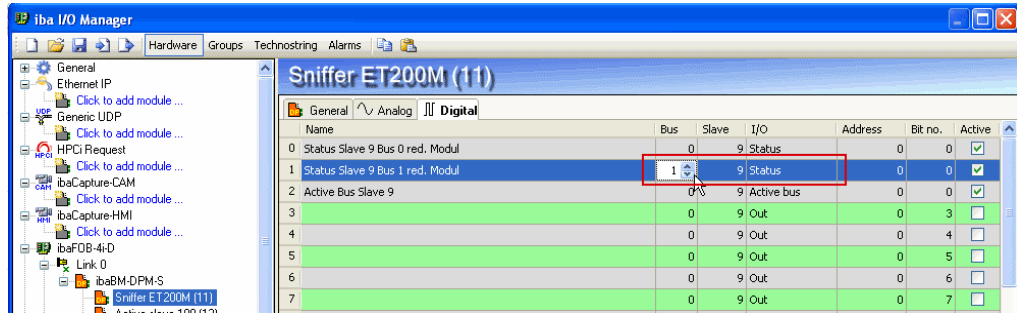 iba I/O Manager
Hardware Groups Technostring Alarms
General
Ethernet IP
Click to add module ...
UDP Generic UDP
Click to add module ...
HPCi HPCi Request
Click to add module ...
CAM ibaCapture-CAM
Click to add module ...
HMI ibaCapture-HMI
Click to add module ...
ibaFOB-4i-D
Link 0
ibaBM-DPM-S
Sniffer ET200M (11)
Sniffer ET200M (11)
General Analog Digital
Name Bus Slave I/O Address Bit no. Active
0 Status Slave 9 Bus 0 red. Modul 0 9 Status 0 0
1 Status Slave 9 Bus 1 red. Modul 1 9 Status 0 0
2 Active Bus Slave 9 0 9 Active bus 0 0
3 0 9 Out 0 3
4 0 9 Out 0 4
5 0 9 Out 0 5
6 0 9 Out 0 6
7 0 9 Out 0 7